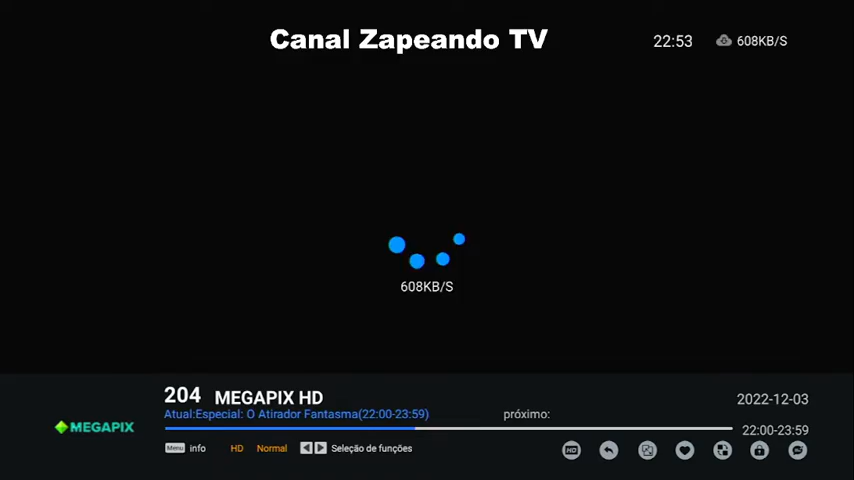 Canal Zapeando TV
22:53
608KB/S
608KB/S
204 MEGAPIX HD
2022-12-03
Atual:Especial: O Atirador Fantasma(22:00-23:59)
próximo:
MEGAPIX
22:00-23:59
Menu info HD Normal Seleção de funções
HD